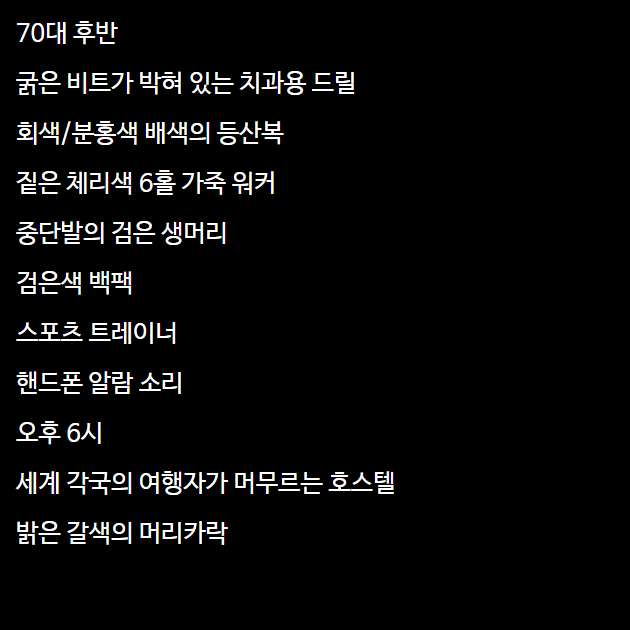 70대 후반
굵은 비트가 박혀 있는 치과용 드릴
회색/분홍색 배색의 등산복
짙은 체리색 6홀 가죽 워커
중단발의 검은 생머리
검은색 백팩
스포츠 트레이너
핸드폰 알람 소리
오후 6시
세계 각국의 여행자가 머무르는 호스텔
밝은 갈색의 머리카락